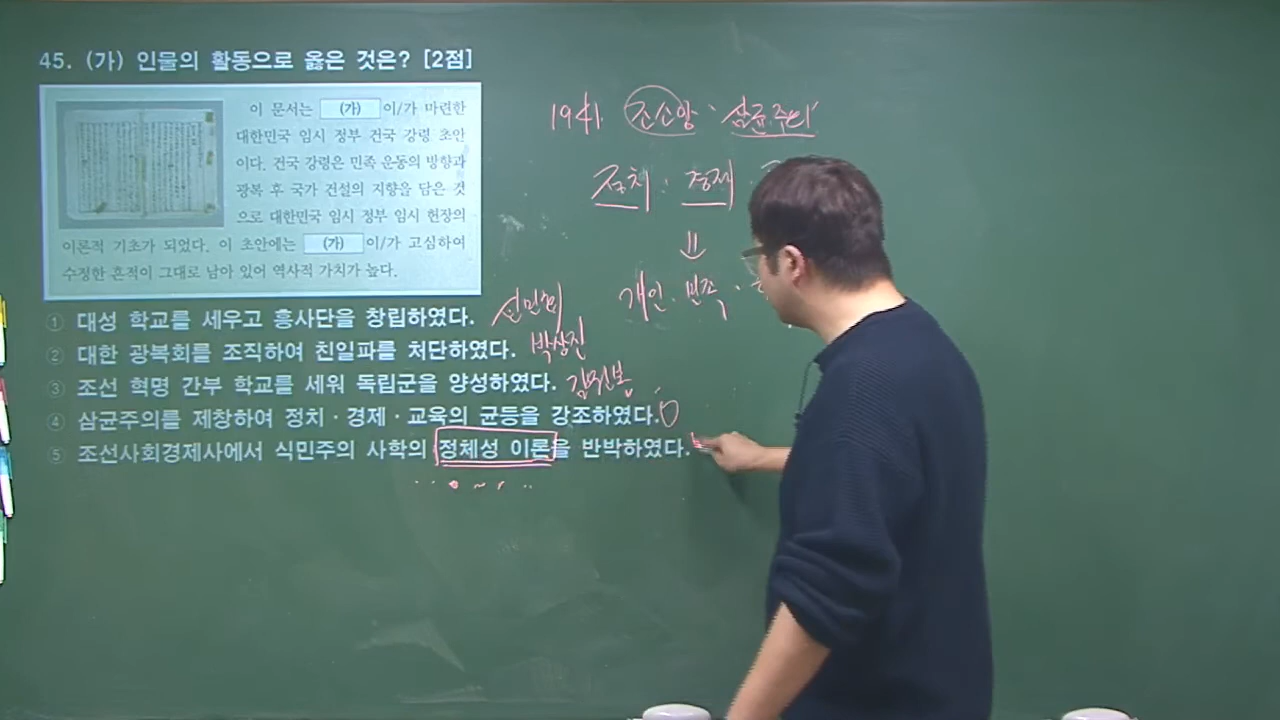 45. (가) 인물의 활동으로 옳은 것은? [2점]
이 문서는 (가) 이/가 마련한
대한민국 임시 정부 건국 강령 초안
이다. 건국 강령은 민족 운동의 방향과
광복 후 국가 건설의 지향을 담은 것
으로 대한민국 임시 정부 임시 헌장의
이론적 기초가 되었다. 이 초안에는 (가) 이/가 고심하여
수정한 흔적이 그대로 남아 있어 역사적 가치가 높다.
① 대성 학교를 세우고 흥사단을 창립하였다. 신민회
② 대한 광복회를 조직하여 친일파를 처단하였다. 박상진
③ 조선 혁명 간부 학교를 세워 독립군을 양성하였다. 김원봉
④ 삼균주의를 제창하여 정치·경제·교육의 균등을 강조하였다.
⑤ 조선사회경제사에서 식민주의 사학의 정체성 이론을 반박하였다.
1941. 조소앙·삼균주의
정치·경제
개인·민족·